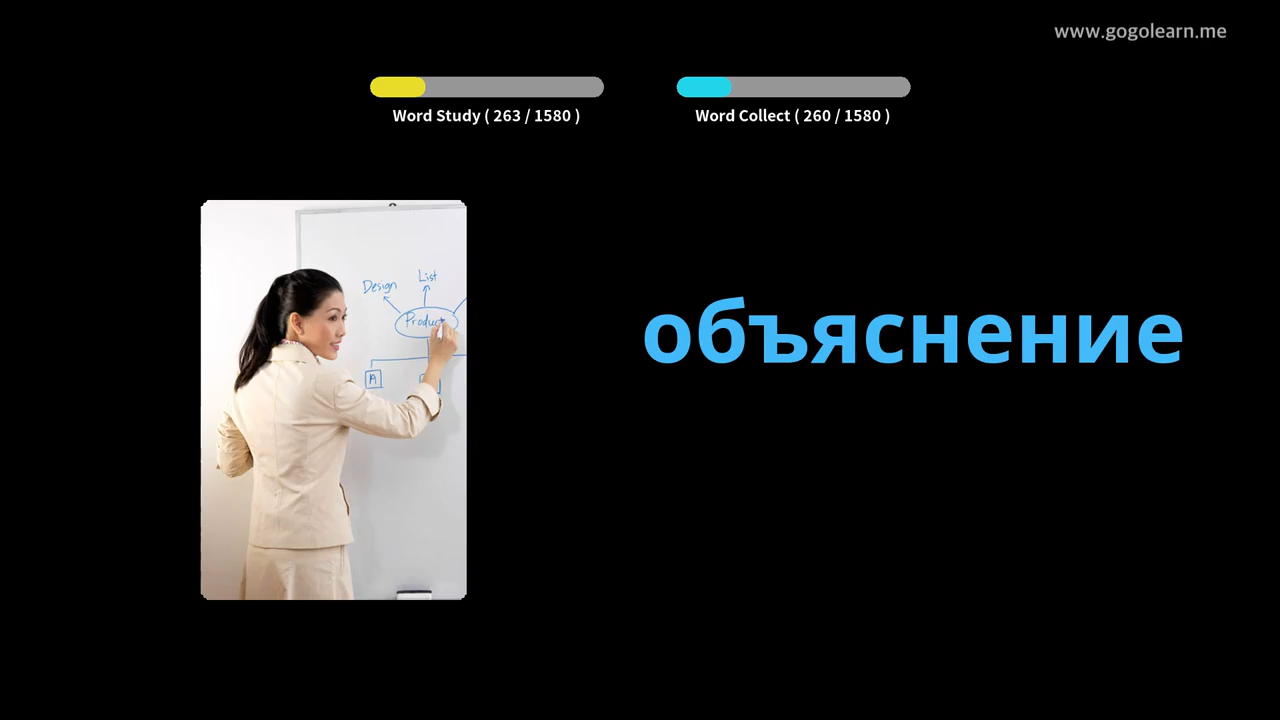 www.gogolearn.me
Word Study ( 263 / 1580 )
Word Collect ( 260 / 1580 )
List
Design
Product
A
объяснение